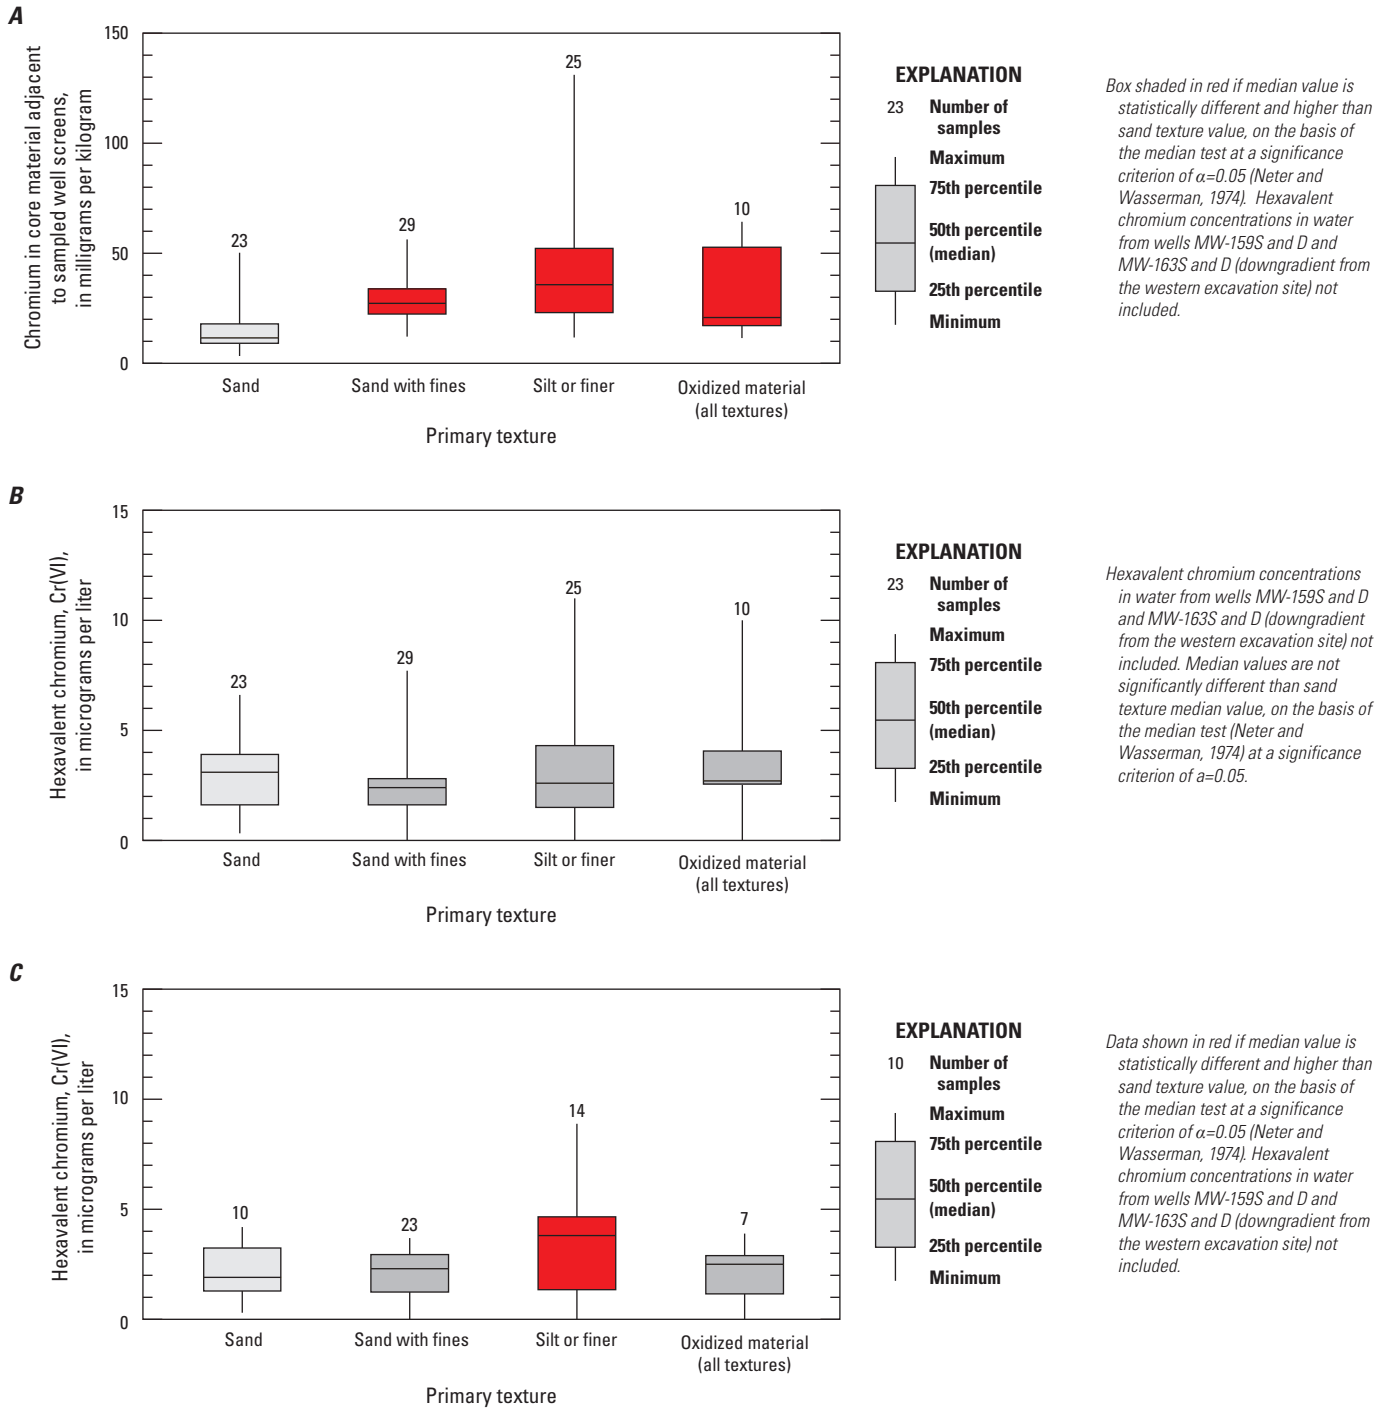 A
Chromium in core material adjacent
to sampled well screens,
in milligrams per kilogram
150
100
50
0
23
29
25
10
Sand
Sand with fines
Silt or finer
Oxidized material
(all textures)
Primary texture
EXPLANATION
23
Number of
samples
Maximum
75th percentile
50th percentile
(median)
25th percentile
Minimum
Box shaded in red if median value is
statistically different and higher than
sand texture value, on the basis of
the median test at a significance
criterion of α=0.05 (Neter and
Wasserman, 1974). Hexavalent
chromium concentrations in water
from wells MW-159S and D and
MW-163S and D (downgradient from
the western excavation site) not
included.
B
Hexavalent chromium, Cr(VI),
in micrograms per liter
15
10
5
0
23
29
25
10
Sand
Sand with fines
Silt or finer
Oxidized material
(all textures)
Primary texture
EXPLANATION
23
Number of
samples
Maximum
75th percentile
50th percentile
(median)
25th percentile
Minimum
Hexavalent chromium concentrations
in water from wells MW-159S and D
and MW-163S and D (downgradient
from the western excavation site) not
included. Median values are not
significantly different than sand
texture median value, on the basis of
the median test (Neter and
Wasserman, 1974) at a significance
criterion of a=0.05.
C
Hexavalent chromium, Cr(VI),
in micrograms per liter
15
10
5
0
10
23
14
7
Sand
Sand with fines
Silt or finer
Oxidized material
(all textures)
Primary texture
EXPLANATION
10
Number of
samples
Maximum
75th percentile
50th percentile
(median)
25th percentile
Minimum
Data shown in red if median value is
statistically different and higher than
sand texture value, on the basis of
the median test at a significance
criterion of α=0.05 (Neter and
Wasserman, 1974). Hexavalent
chromium concentrations in water
from wells MW-159S and D and
MW-163S and D (downgradient from
the western excavation site) not
included.